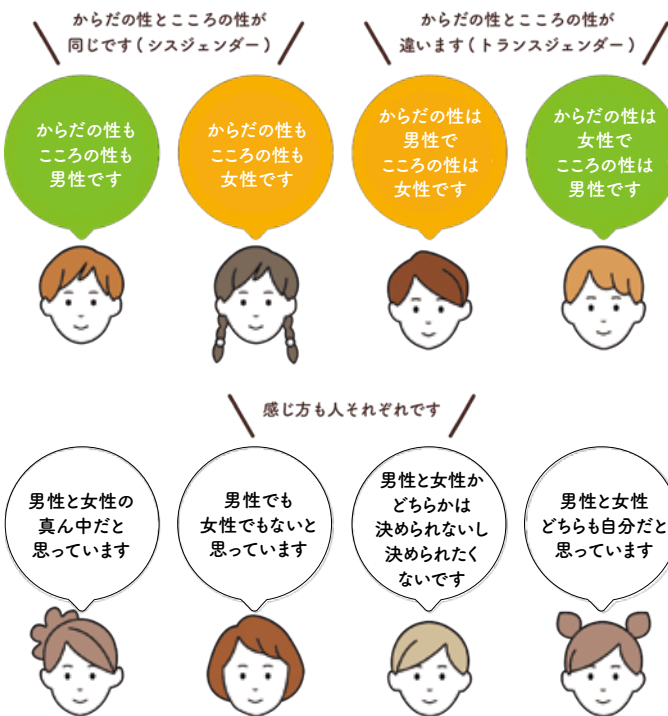 からだの性とこころの性が
同じです(シスジェンダー)
からだの性とこころの性が
違います(トランスジェンダー)
からだの性も
こころの性も
男性です
からだの性も
こころの性も
女性です
からだの性は
男性で
こころの性は
女性です
からだの性は
女性で
こころの性は
男性です
感じ方も人それぞれです
男性と女性の
真ん中だと
思っています
男性でも
女性でもないと
思っています
男性と女性か
どちらかは
決められないし
決められたく
ないです
男性と女性
どちらも自分だと
思っています